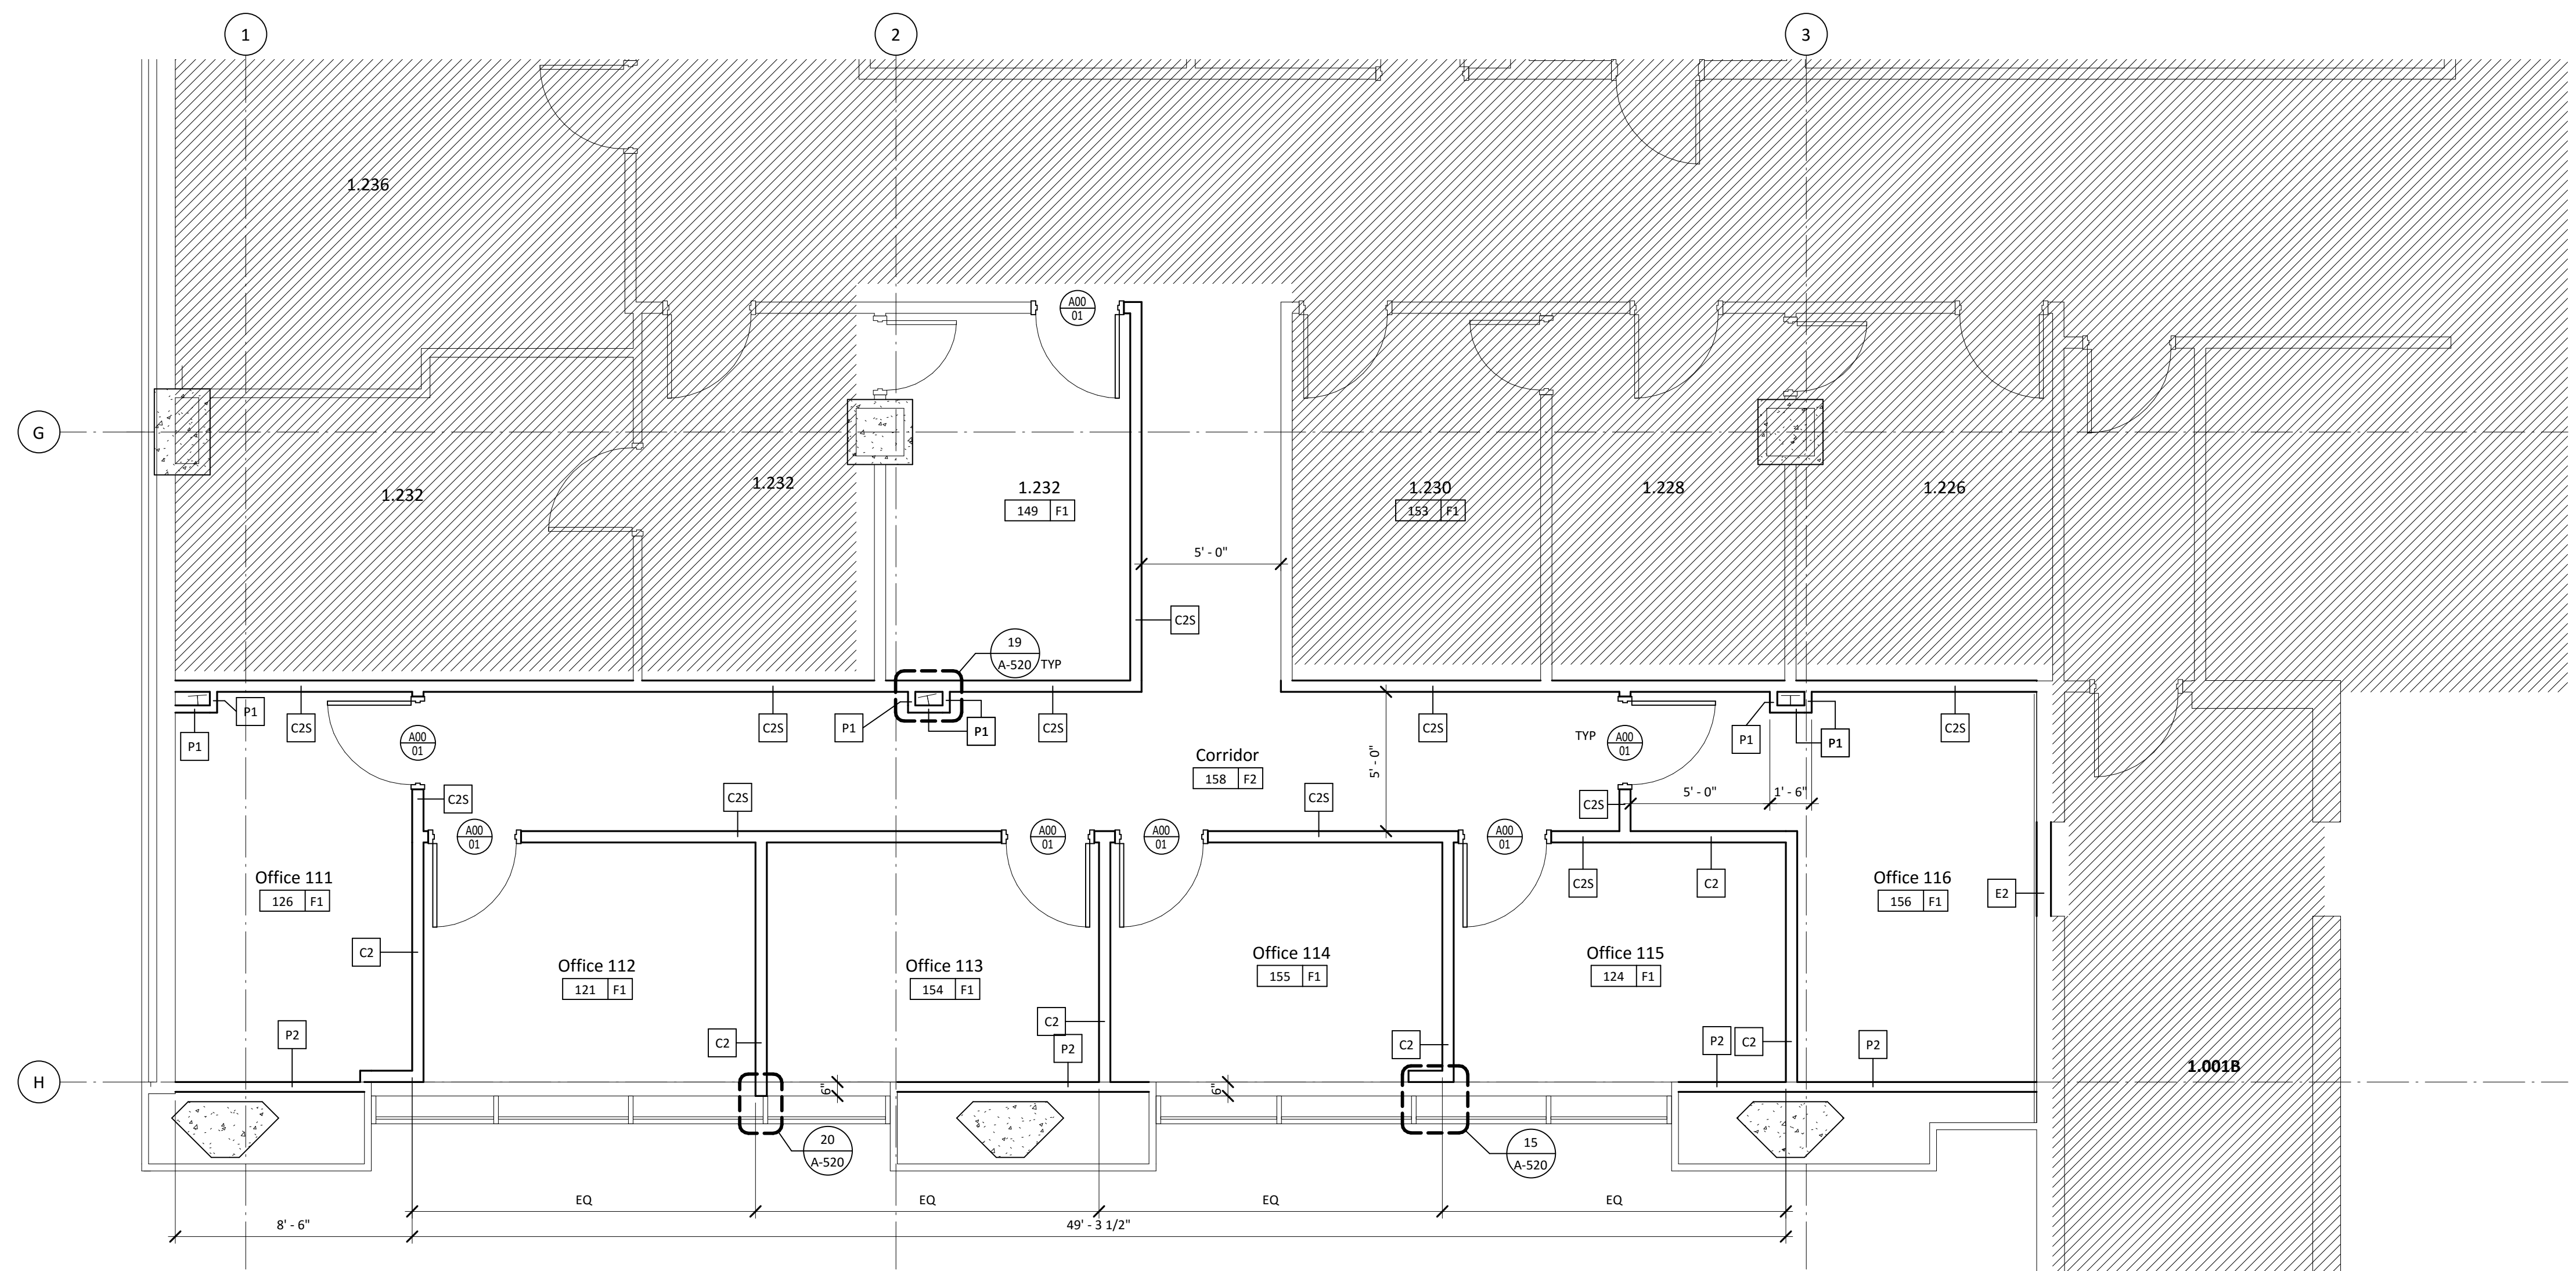 1
2
3
1.236
A00
01
G
1.232
1.232
1.232
149 F1
1.230
153 F1
1.228
1.226
5' - 0"
C2S
19
A-520
TYP
P1
P1
C2S
C2S
P1
P1
C2S
C2S
P1
P1
C2S
A00
01
TYP
A00
01
Corridor
158 F2
5' - 0"
C2S
C2S
C2S
C2S
5' - 0"
1' - 6"
A00
01
A00
01
A00
01
A00
01
Office 111
126 F1
C2S
C2
Office 116
156 F1
E2
C2
Office 112
121 F1
Office 113
154 F1
Office 114
155 F1
Office 115
124 F1
P2
C2
C2
P2
C2
P2
C2
P2
H
6"
6"
1.001B
20
A-520
15
A-520
EQ
EQ
EQ
EQ
8' - 6"
49' - 3 1/2"